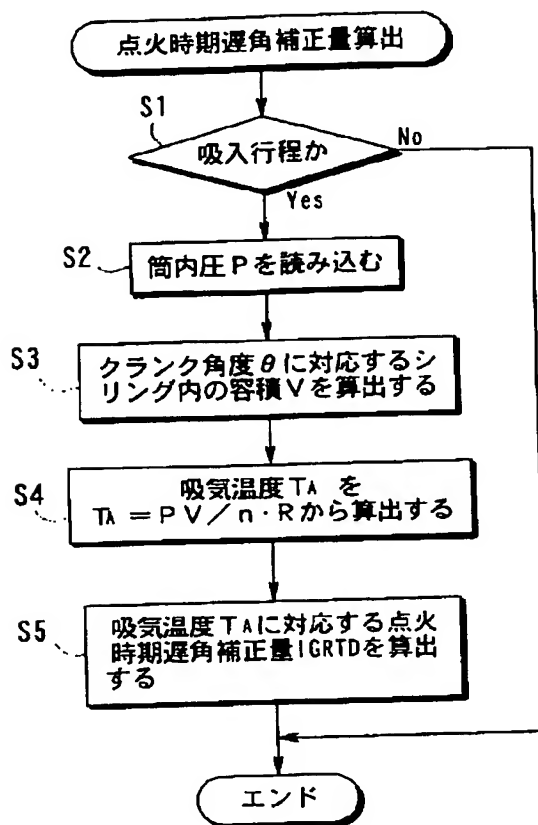 点火時期遅角補正量算出
S1
吸入行程か
No
Yes
S2
筒内圧Pを読み込む
S3
クランク角度θに対応するシ
リング内の容積Vを算出する
S4
吸気温度TAを
TA=PV/n・Rから算出する
S5
吸気温度TAに対応する点火
時期遅角補正量IGRTDを算出
する
エンド